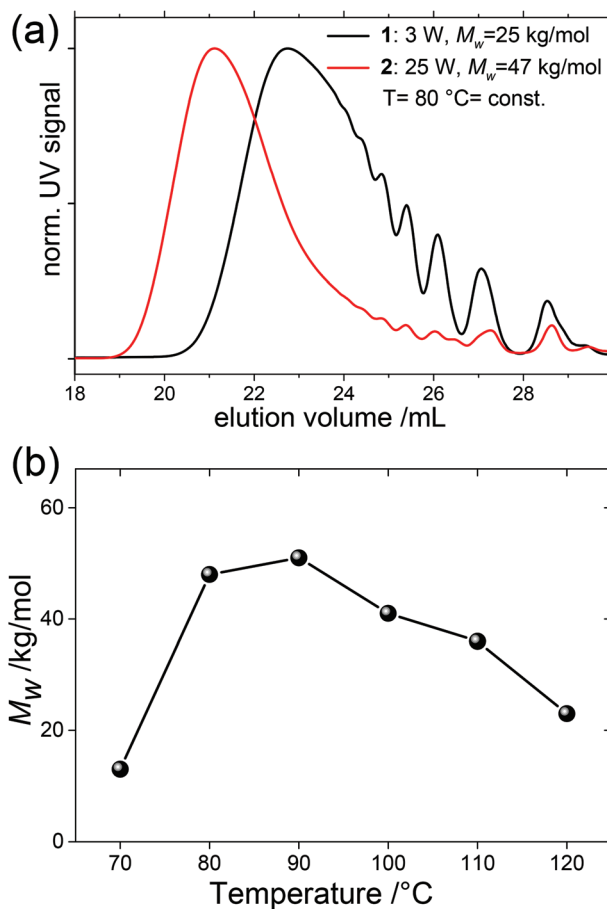 (a)
1: 3 W, Mw=25 kg/mol
2: 25 W, Mw=47 kg/mol
T= 80 °C= const.
norm. UV signal
18 20 22 24 26 28
elution volume /mL
(b)
60
40
20
0
Mw /kg/mol
70 80 90 100 110 120
Temperature /°C